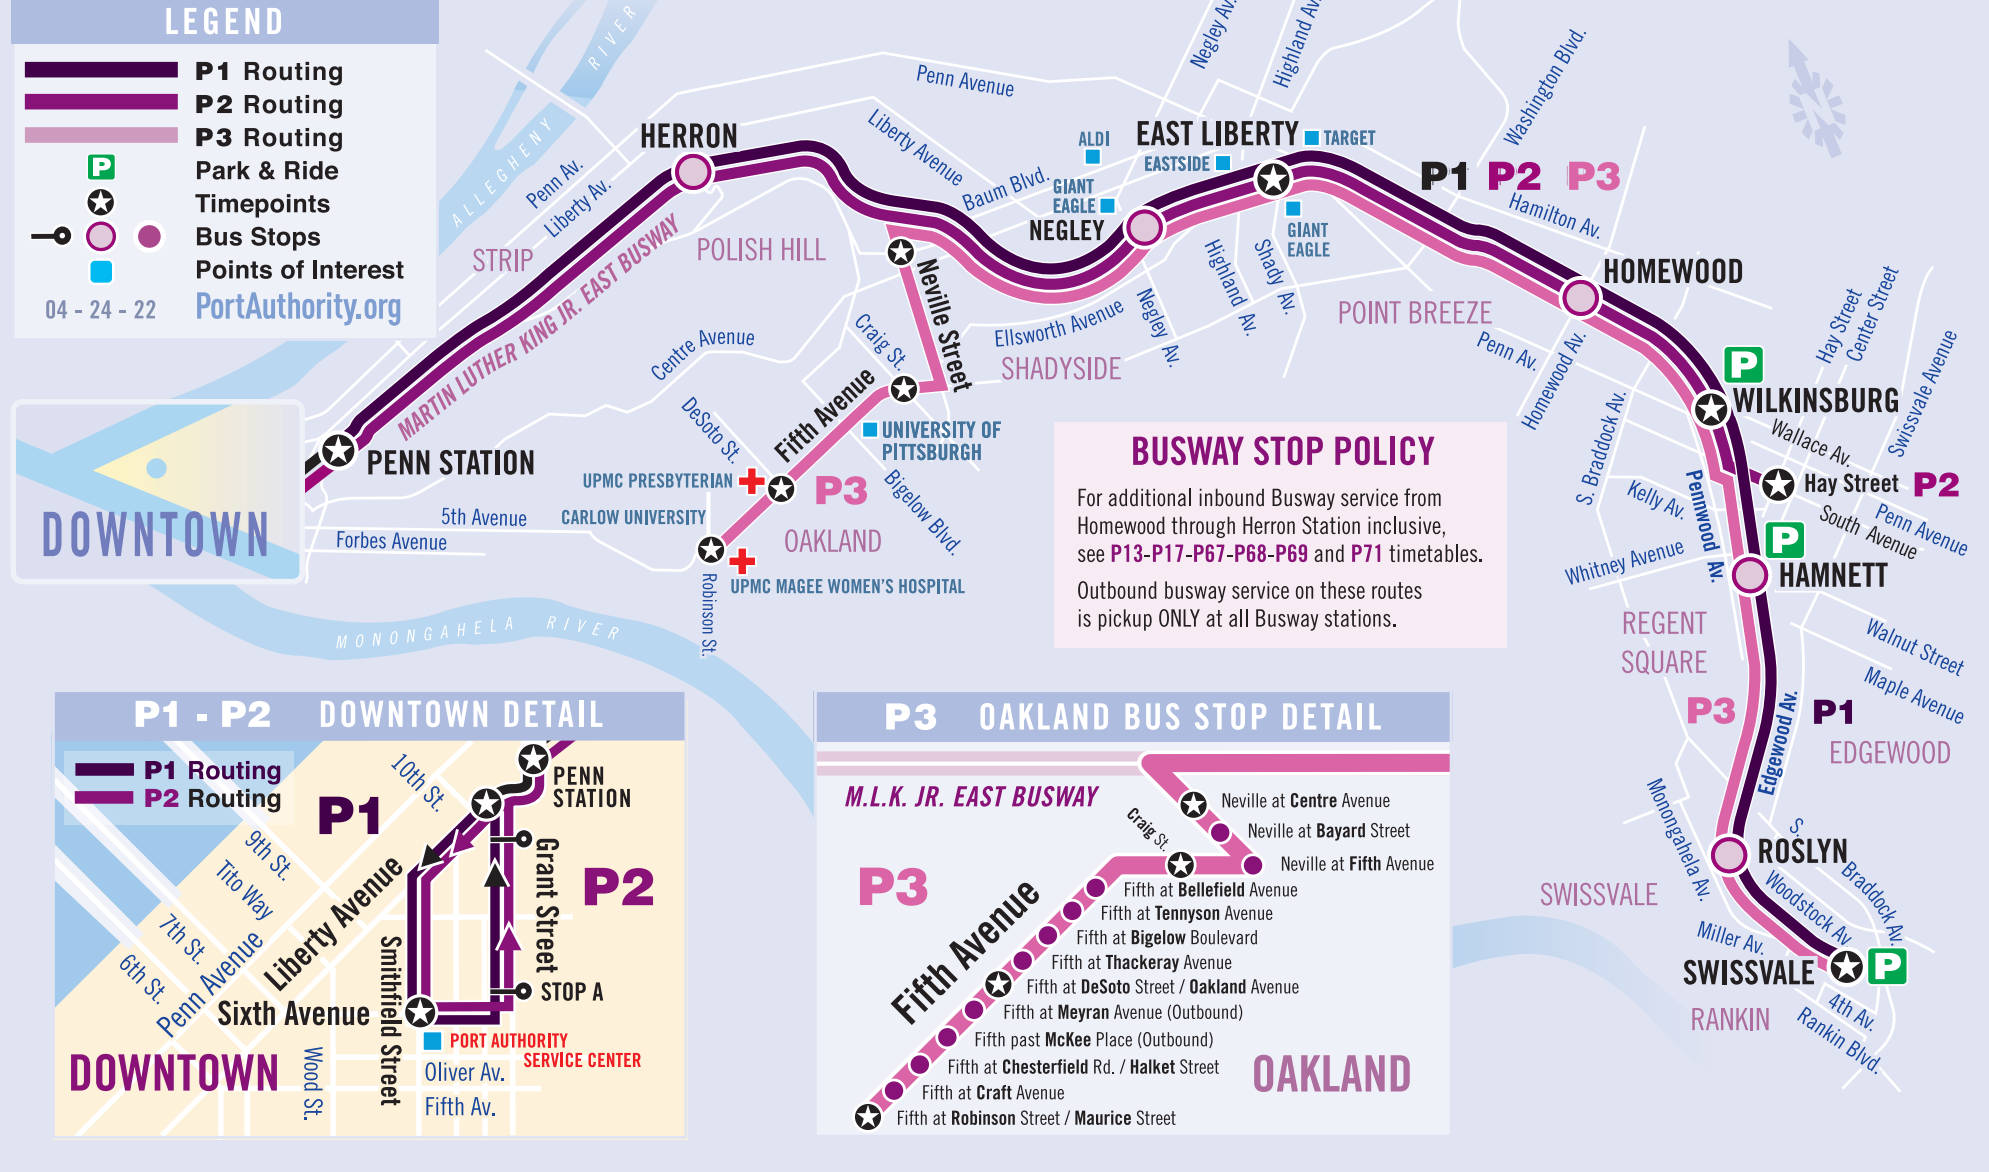 LEGEND
P1 Routing
P2 Routing
P3 Routing
P
Park & Ride
Timepoints
Bus Stops
Points of Interest
04 - 24 - 22
PortAuthority.org
ALLEGHENY
RIVER
Penn Av.
Liberty Av.
STRIP
HERRON
MARTIN LUTHER KING JR. EAST BUSWAY
POLISH HILL
Penn Avenue
Liberty Avenue
Baum Blvd.
ALDI
GIANT
EAGLE
NEGLEY
EAST LIBERTY
EASTSIDE
TARGET
GIANT
EAGLE
Negley Av.
Highland Av.
Washington Blvd.
P1 P2 P3
Hamilton Av.
HOMEWOOD
Highland Av.
Shady Av.
Negley Av.
Ellsworth Avenue
SHADYSIDE
POINT BREEZE
Penn Av.
Homewood Av.
Hay Street
Center Street
Swissvale Avenue
P
WILKINSBURG
Wallace Av.
Hay Street P2
Penn Avenue
South Avenue
S. Braddock Av.
Kelly Av.
Pennwood Av.
Whitney Avenue
P
HAMNETT
REGENT
SQUARE
Walnut Street
Maple Avenue
P3
P1
Edgewood Av.
EDGEWOOD
Monongahela Av.
ROSLYN
S. Braddock Av.
Woodstock Av
SWISSVALE
Miller Av.
SWISSVALE
P
RANKIN
4th Av.
Rankin Blvd.
Neville Street
Craig St.
Centre Avenue
DeSoto St.
Fifth Avenue
UNIVERSITY OF
PITTSBURGH
UPMC PRESBYTERIAN
P3
Bigelow Blvd.
CARLOW UNIVERSITY
OAKLAND
UPMC MAGEE WOMEN'S HOSPITAL
Robinson St.
PENN STATION
DOWNTOWN
5th Avenue
Forbes Avenue
MONONGAHELA RIVER
BUSWAY STOP POLICY
For additional inbound Busway service from
Homewood through Herron Station inclusive,
see P13-P17-P67-P68-P69 and P71 timetables.
Outbound busway service on these routes
is pickup ONLY at all Busway stations.
P1 - P2 DOWNTOWN DETAIL
P1 Routing
P2 Routing
P1
10th St.
PENN
STATION
9th St.
Tito Way
7th St.
6th St.
Penn Avenue
Liberty Avenue
Grant Street
P2
Smithfield Street
STOP A
Sixth Avenue
PORT AUTHORITY
SERVICE CENTER
DOWNTOWN
Wood St.
Oliver Av.
Fifth Av.
P3 OAKLAND BUS STOP DETAIL
M.L.K. JR. EAST BUSWAY
Craig St.
Neville at Centre Avenue
Neville at Bayard Street
Neville at Fifth Avenue
P3
Fifth Avenue
Fifth at Bellefield Avenue
Fifth at Tennyson Avenue
Fifth at Bigelow Boulevard
Fifth at Thackeray Avenue
Fifth at DeSoto Street / Oakland Avenue
Fifth at Meyran Avenue (Outbound)
Fifth past McKee Place (Outbound)
Fifth at Chesterfield Rd. / Halket Street
Fifth at Craft Avenue
Fifth at Robinson Street / Maurice Street
OAKLAND